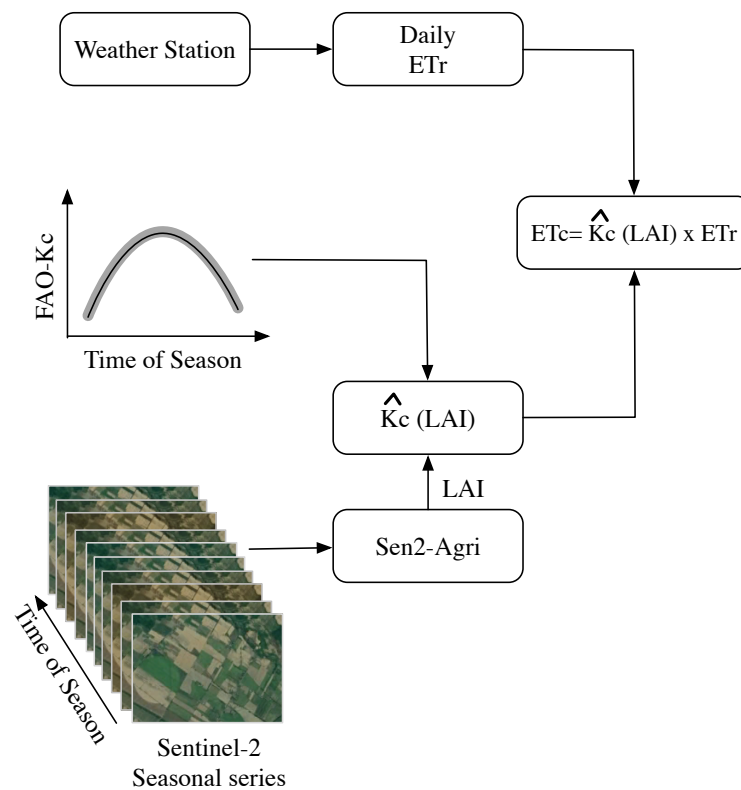 Weather Station
Daily
ETr
FAO-Kc
Time of Season
ETc= K̂c (LAI) x ETr
K̂c (LAI)
LAI
Sen2-Agri
Time of Season
Sentinel-2
Seasonal series